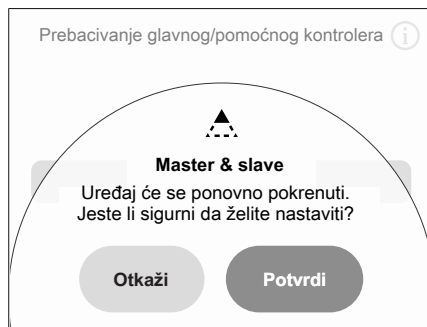 Prebacivanje glavnog/pomoćnog kontrolera i
Master & slave
Uređaj će se ponovno pokrenuti.
Jeste li sigurni da želite nastaviti?
Otkaži Potvrdi